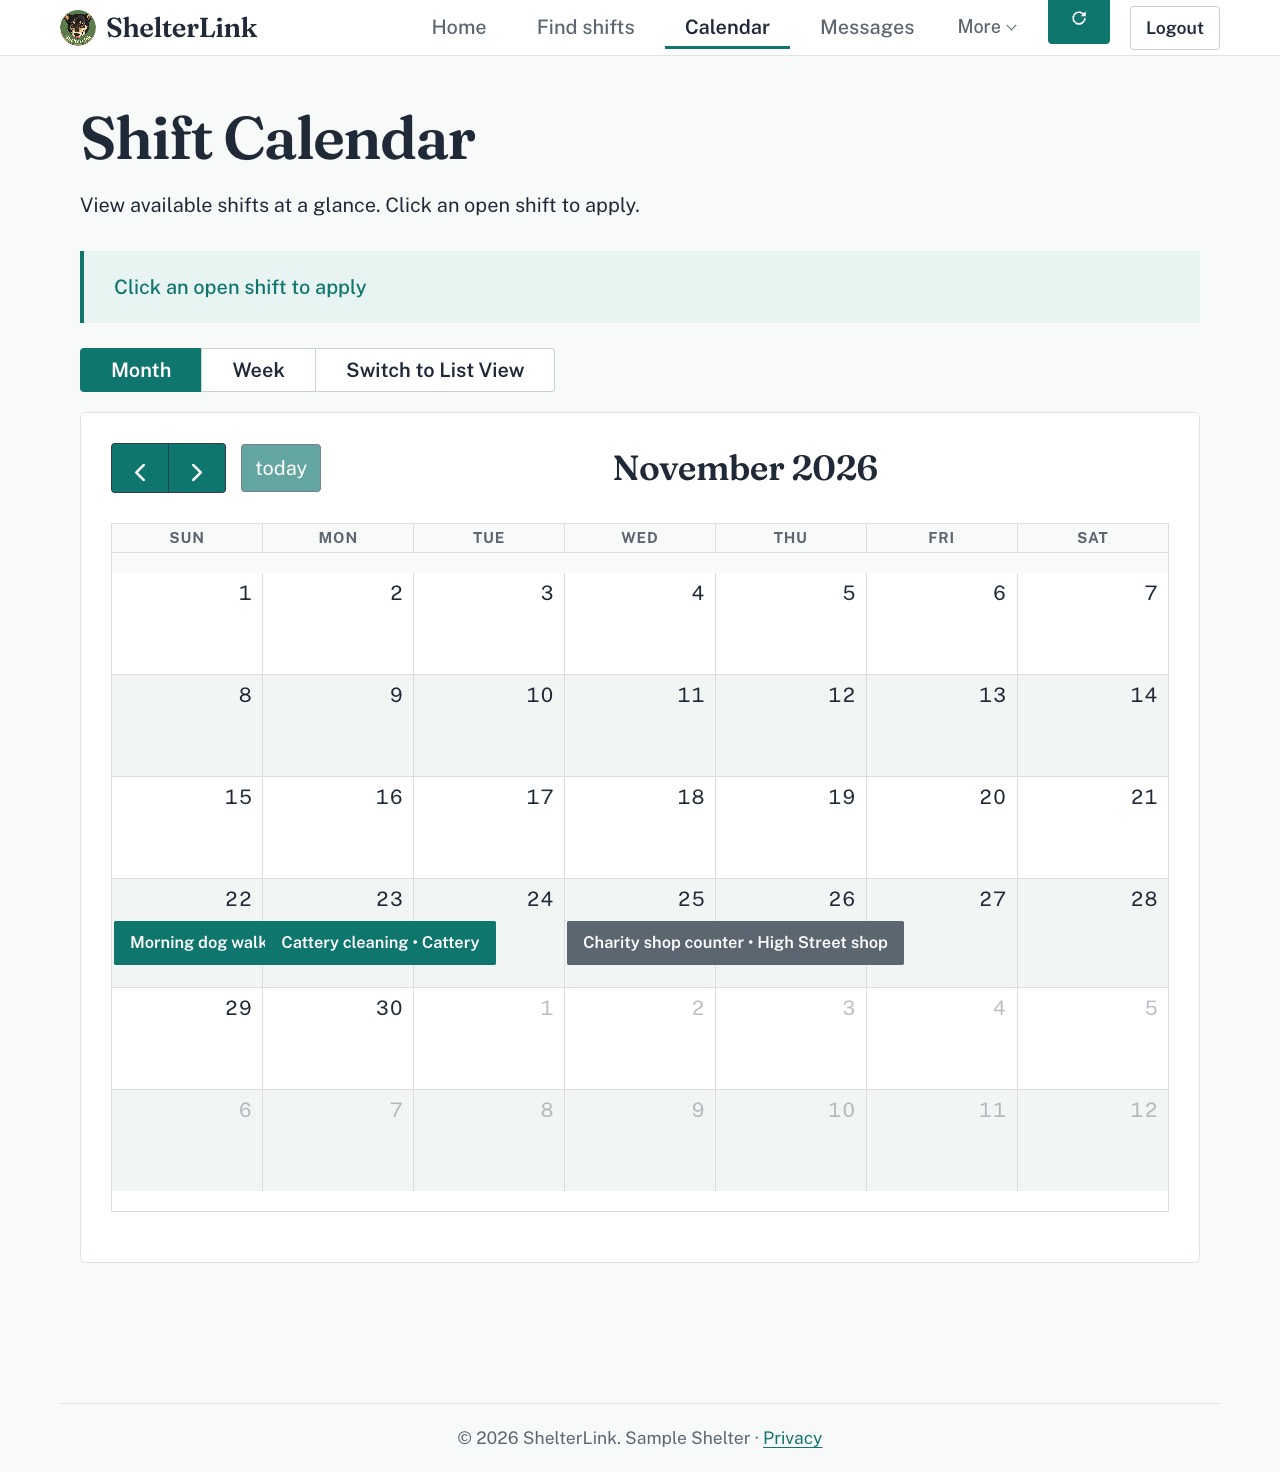 ShelterLink
Home
Find shifts
Calendar
Messages
More
Logout
Shift Calendar
View available shifts at a glance. Click an open shift to apply.
Click an open shift to apply
Month
Week
Switch to List View
today
November 2026
SUN MON TUE WED THU FRI SAT
1 2 3 4 5 6 7
8 9 10 11 12 13 14
15 16 17 18 19 20 21
22 23 24 25 26 27 28
Morning dog walk
Cattery cleaning • Cattery
Charity shop counter • High Street shop
29 30 1 2 3 4 5
6 7 8 9 10 11 12
© 2026 ShelterLink. Sample Shelter · Privacy